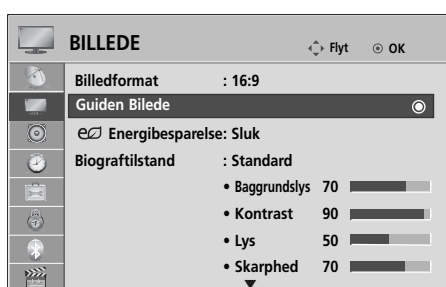 BILLEDE
Flyt
OK
Billedformat : 16:9
Guiden Bilede
Energibesparelse: Sluk
Biograftilstand : Standard
• Baggrundslys 70
• Kontrast 90
• Lys 50
• Skarphed 70